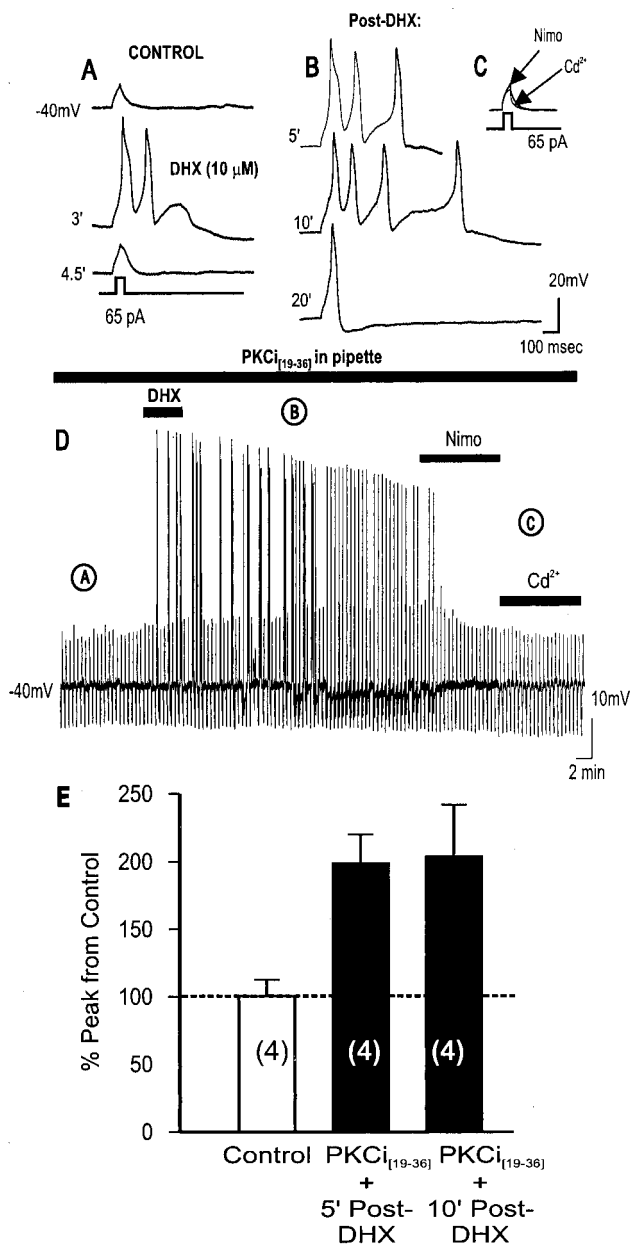 A
CONTROL
-40mV
DHX (10 μM)
3'
4.5'
65 pA
B
Post-DHX:
5'
10'
20'
20mV
100 msec
C
Nimo
Cd²⁺
65 pA
PKCi[19-36] in pipette
DHX
B
D
Nimo
C
A
Cd²⁺
-40mV
10mV
2 min
E
% Peak from Control
250
200
150
100
50
0
(4)
(4)
(4)
Control
PKCi[19-36]
+
5' Post-
DHX
PKCi[19-36]
+
10' Post-
DHX